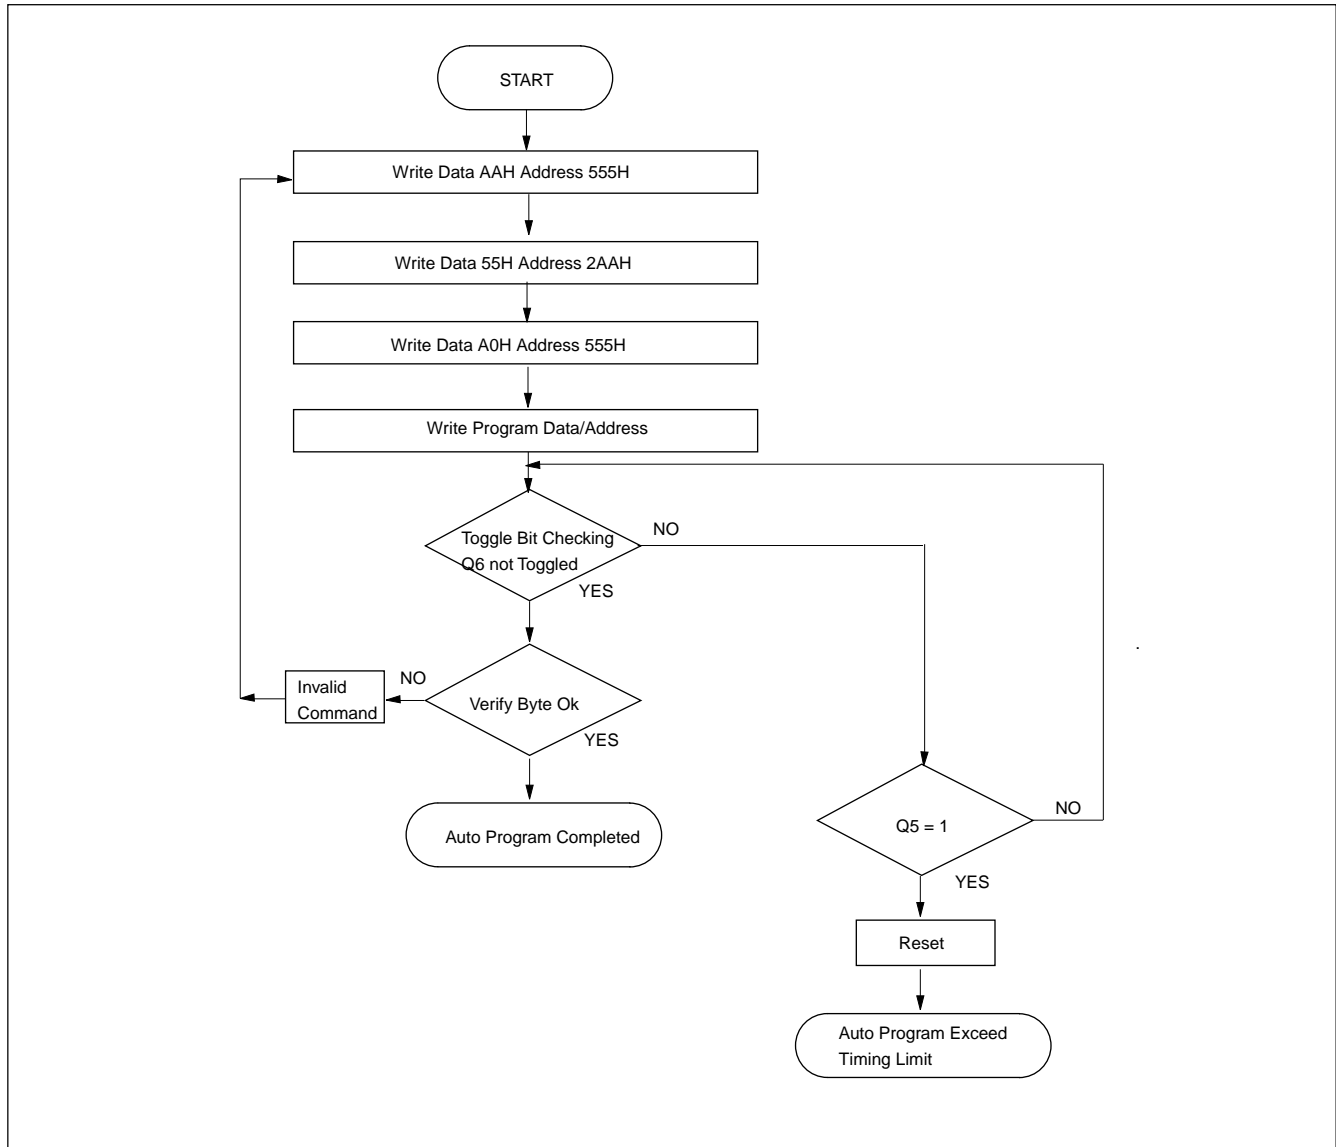 START
Write Data AAH Address 555H
Write Data 55H Address 2AAH
Write Data A0H Address 555H
Write Program Data/Address
Toggle Bit Checking
Q6 not Toggled
NO
YES
Invalid
Command
NO
Verify Byte Ok
YES
Auto Program Completed
Q5 = 1
NO
YES
Reset
Auto Program Exceed
Timing Limit